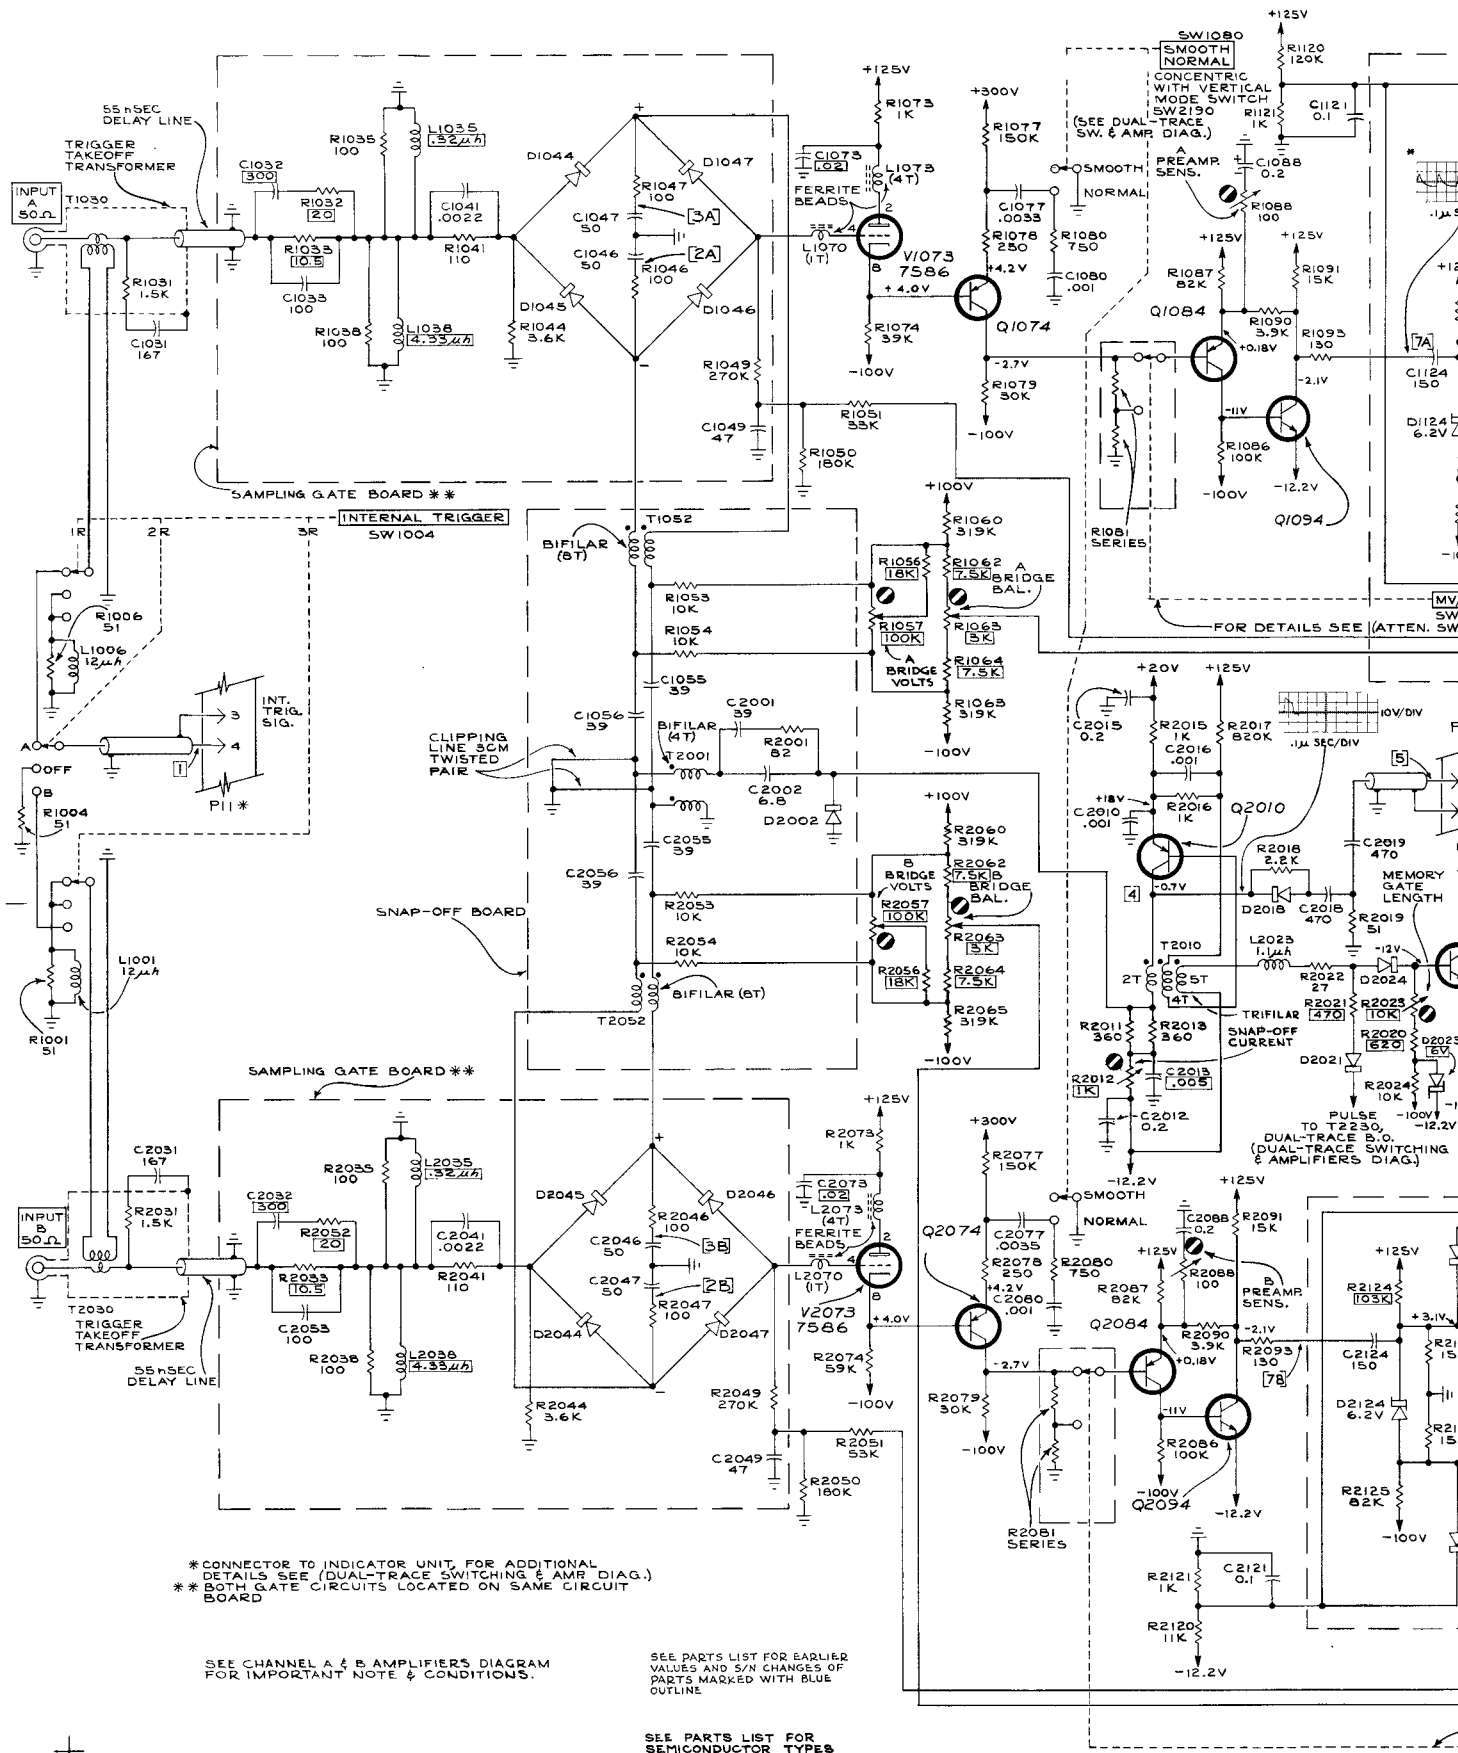 +125V
SW1080
SMOOTH
NORMAL
CONCENTRIC
WITH VERTICAL
MODE SWITCH
SW2190
(SEE DUAL-TRACE
SW. & AMP. DIAG.)
R1120
120K
R1121
1K
C1121
0.1
A
PREAMP.
SENS.
C1088
0.2
R1088
100
.1µS
55 nSEC
DELAY LINE
TRIGGER
TAKEOFF
TRANSFORMER
INPUT
A
50Ω
T1030
R1031
1.5K
C1031
167
C1032
300
R1032
20
R1033
10.5
C1033
100
R1035
100
L1035
.32µh
R1038
100
L1038
4.33µh
C1041
.0022
R1041
110
R1044
3.6K
D1044
D1047
D1045
D1046
R1047
100
C1047
50
C1046
50
R1046
100
3A
2A
+
−
R1049
270K
C1049
47
R1050
180K
R1051
33K
+125V
R1073
1K
C1073
.02
L1073
(4T)
FERRITE
BEADS
L1070
(1T)
2
4
8
V1073
7586
+4.0V
R1074
39K
-100V
+300V
R1077
150K
C1077
.0033
R1078
250
R1080
750
C1080
.001
+4.2V
Q1074
-2.7V
R1079
30K
-100V
SMOOTH
NORMAL
+125V
R1087
82K
R1091
15K
Q1084
R1090
3.9K
R1093
130
+0.18V
-2.1V
-11V
R1086
100K
-100V
-12.2V
Q1094
7A
C1124
150
D1124
6.2V
R1081
SERIES
SAMPLING GATE BOARD **
INTERNAL TRIGGER
SW1004
1R
2R
3R
R1006
51
L1006
12µh
INT.
TRIG
SIG.
3
4
1
P11 *
A
OFF
B
R1004
51
L1001
12µh
R1001
51
BIFILAR
(8T)
T1052
R1053
10K
R1054
10K
C1055
39
C1056
39
CLIPPING
LINE 3CM
TWISTED
PAIR
BIFILAR
(4T)
T2001
C2001
39
R2001
82
C2002
6.8
D2002
C2055
39
C2056
39
SNAP-OFF BOARD
R2053
10K
R2054
10K
T2052
BIFILAR (8T)
+100V
R1060
319K
R1056
18K
R1062
7.5K
A
BRIDGE
BAL.
R1057
100K
R1063
3K
A
BRIDGE
VOLTS
R1064
7.5K
R1065
319K
-100V
FOR DETAILS SEE (ATTEN. SW
MV/
SW
+100V
R2060
319K
B
BRIDGE
VOLTS
R2062
7.5K
B
BRIDGE
BAL.
R2057
100K
R2063
3K
R2056
18K
R2064
7.5K
R2065
319K
-100V
+20V
+125V
C2015
0.2
R2015
1K
R2017
820K
C2016
.001
+18V
R2016
1K
C2010
.001
Q2010
10V/DIV
.1µ SEC/DIV
5
4
-0.7V
R2018
2.2K
D2018
C2018
470
C2019
470
R2019
51
MEMORY
GATE
LENGTH
-12V
T2010
2T
4T
5T
TRIFILAR
L2023
1.1µh
R2022
27
D2024
R2021
470
R2023
10K
R2020
620
D2023
6V
D2021
R2024
10K
-100V
-12.2V
R2011
360
R2013
360
SNAP-OFF
CURRENT
R2012
1K
C2013
.005
C2012
0.2
-12.2V
PULSE
TO T2230,
DUAL-TRACE B.O.
(DUAL-TRACE SWITCHING
& AMPLIFIERS DIAG.)
SAMPLING GATE BOARD **
C2031
167
INPUT
B
50Ω
R2031
1.5K
T2030
TRIGGER
TAKEOFF
TRANSFORMER
55 nSEC
DELAY LINE
C2032
300
R2052
20
R2033
10.5
C2053
100
R2035
100
L2035
.32µh
R2038
100
L2038
4.33µh
C2041
.0022
R2041
110
R2044
3.6K
D2045
D2046
D2044
D2047
R2046
100
C2046
50
C2047
50
R2047
100
3B
2B
+
−
R2049
270K
C2049
47
R2050
180K
R2051
53K
+125V
R2073
1K
C2073
.02
L2073
(4T)
FERRITE
BEADS
L2070
(1T)
2
4
8
V2073
7586
+4.0V
R2074
59K
-100V
+300V
R2077
150K
Q2074
C2077
.0035
R2078
250
R2080
750
+4.2V
C2080
.001
-2.7V
R2079
30K
-100V
SMOOTH
NORMAL
+125V
C2088
0.2
R2091
15K
+125V
R2087
82K
R2088
100
B
PREAMP
SENS.
Q2084
R2090
3.9K
-2.1V
R2093
130
+0.18V
7B
-11V
R2086
100K
-100V
Q2094
-12.2V
R2081
SERIES
+125V
R2124
103K
+3.1V
C2124
150
D2124
6.2V
R2125
82K
-100V
R2121
1K
C2121
0.1
R2120
11K
-12.2V
* CONNECTOR TO INDICATOR UNIT, FOR ADDITIONAL
DETAILS SEE (DUAL-TRACE SWITCHING & AMP. DIAG.)
** BOTH GATE CIRCUITS LOCATED ON SAME CIRCUIT
BOARD
SEE CHANNEL A & B AMPLIFIERS DIAGRAM
FOR IMPORTANT NOTE & CONDITIONS.
SEE PARTS LIST FOR EARLIER
VALUES AND S/N CHANGES OF
PARTS MARKED WITH BLUE
OUTLINE
SEE PARTS LIST FOR
SEMICONDUCTOR TYPES